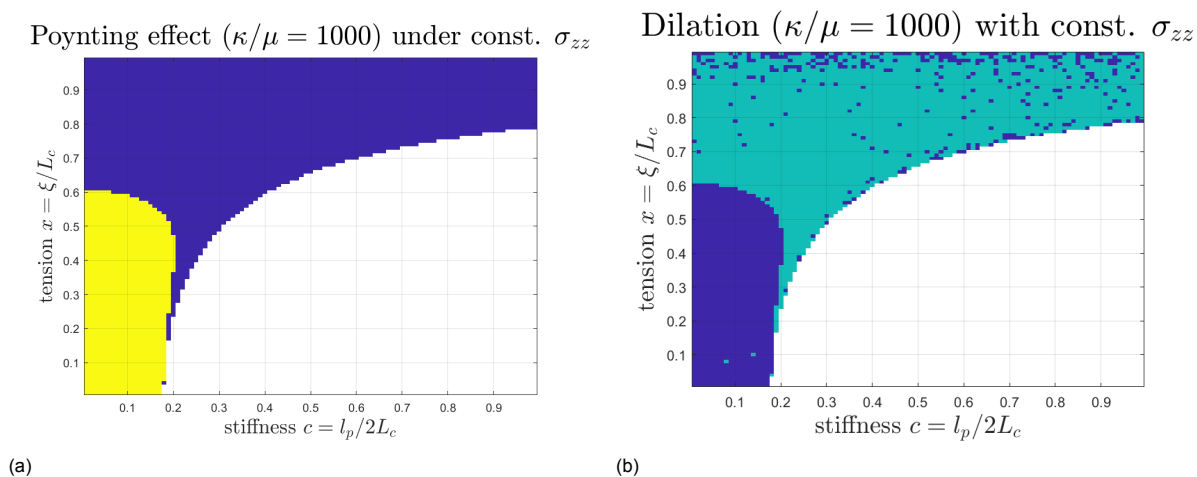 Poynting effect (κ/μ = 1000) under const. σzz
tension x = ξ/Lc
0.9
0.8
0.7
0.6
0.5
0.4
0.3
0.2
0.1
0.1 0.2 0.3 0.4 0.5 0.6 0.7 0.8 0.9
stiffness c = lp/2Lc
(a)
Dilation (κ/μ = 1000) with const. σzz
tension x = ξ/Lc
0.9
0.8
0.7
0.6
0.5
0.4
0.3
0.2
0.1
0.1 0.2 0.3 0.4 0.5 0.6 0.7 0.8 0.9
stiffness c = lp/2Lc
(b)